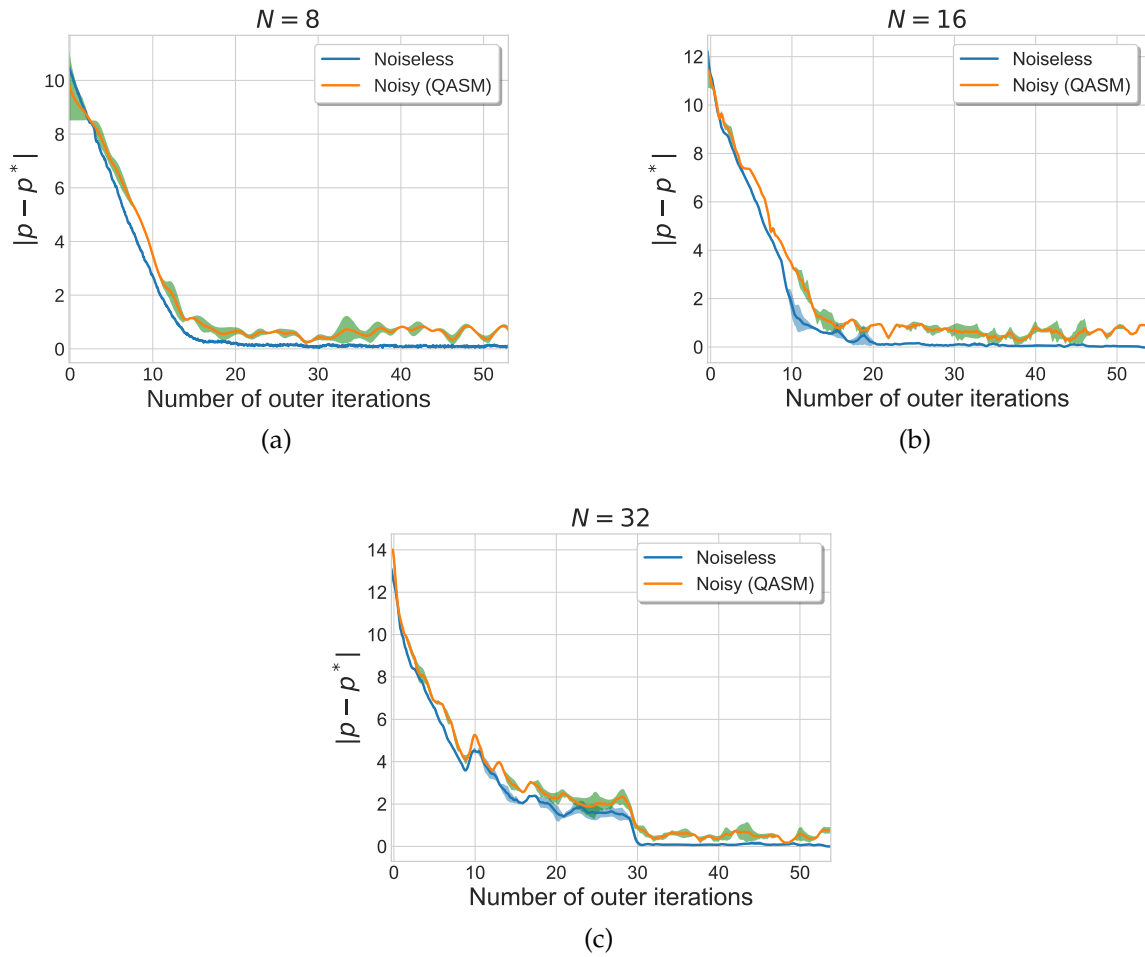 N = 8
Noiseless
Noisy (QASM)
|p − p*|
10
8
6
4
2
0
0 10 20 30 40 50
Number of outer iterations
(a)
N = 16
Noiseless
Noisy (QASM)
|p − p*|
12
10
8
6
4
2
0
0 10 20 30 40 50
Number of outer iterations
(b)
N = 32
Noiseless
Noisy (QASM)
|p − p*|
14
12
10
8
6
4
2
0
0 10 20 30 40 50
Number of outer iterations
(c)